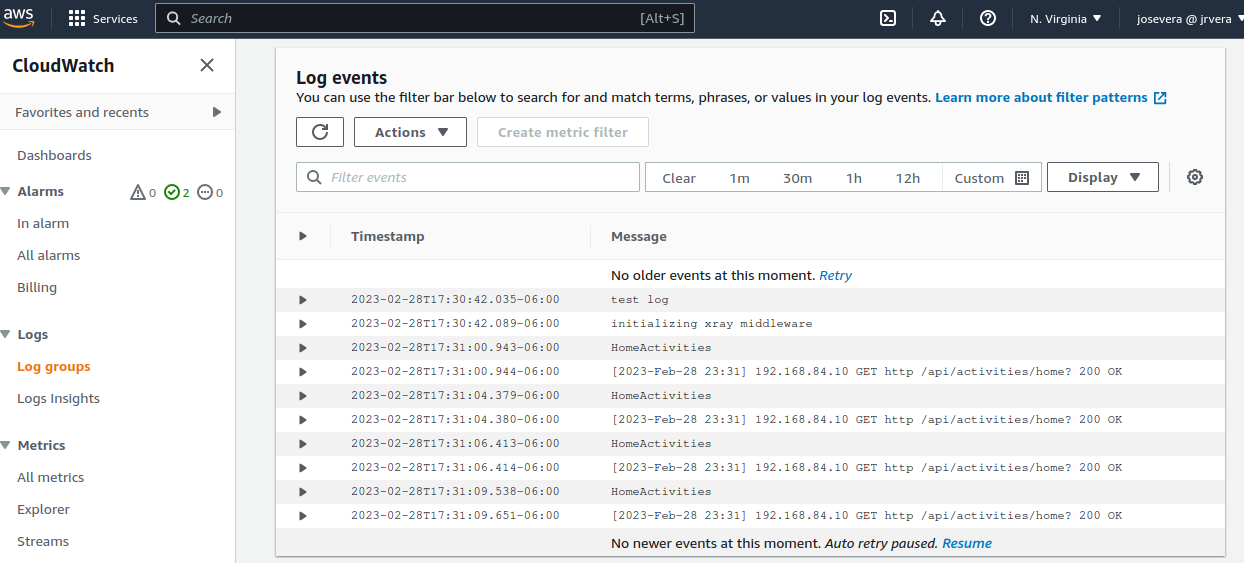 aws Services Search [Alt+S] N. Virginia josevera @ jrvera
CloudWatch
Favorites and recents
Dashboards
Alarms 0 2 0
In alarm
All alarms
Billing
Logs
Log groups
Logs Insights
Metrics
All metrics
Explorer
Streams
Log events
You can use the filter bar below to search for and match terms, phrases, or values in your log events. Learn more about filter patterns
Actions Create metric filter
Filter events Clear 1m 30m 1h 12h Custom Display
Timestamp Message
No older events at this moment. Retry
2023-02-28T17:30:42.035-06:00 test log
2023-02-28T17:30:42.089-06:00 initializing xray middleware
2023-02-28T17:31:00.943-06:00 HomeActivities
2023-02-28T17:31:00.944-06:00 [2023-Feb-28 23:31] 192.168.84.10 GET http /api/activities/home? 200 OK
2023-02-28T17:31:04.379-06:00 HomeActivities
2023-02-28T17:31:04.380-06:00 [2023-Feb-28 23:31] 192.168.84.10 GET http /api/activities/home? 200 OK
2023-02-28T17:31:06.413-06:00 HomeActivities
2023-02-28T17:31:06.414-06:00 [2023-Feb-28 23:31] 192.168.84.10 GET http /api/activities/home? 200 OK
2023-02-28T17:31:09.538-06:00 HomeActivities
2023-02-28T17:31:09.651-06:00 [2023-Feb-28 23:31] 192.168.84.10 GET http /api/activities/home? 200 OK
No newer events at this moment. Auto retry paused. Resume